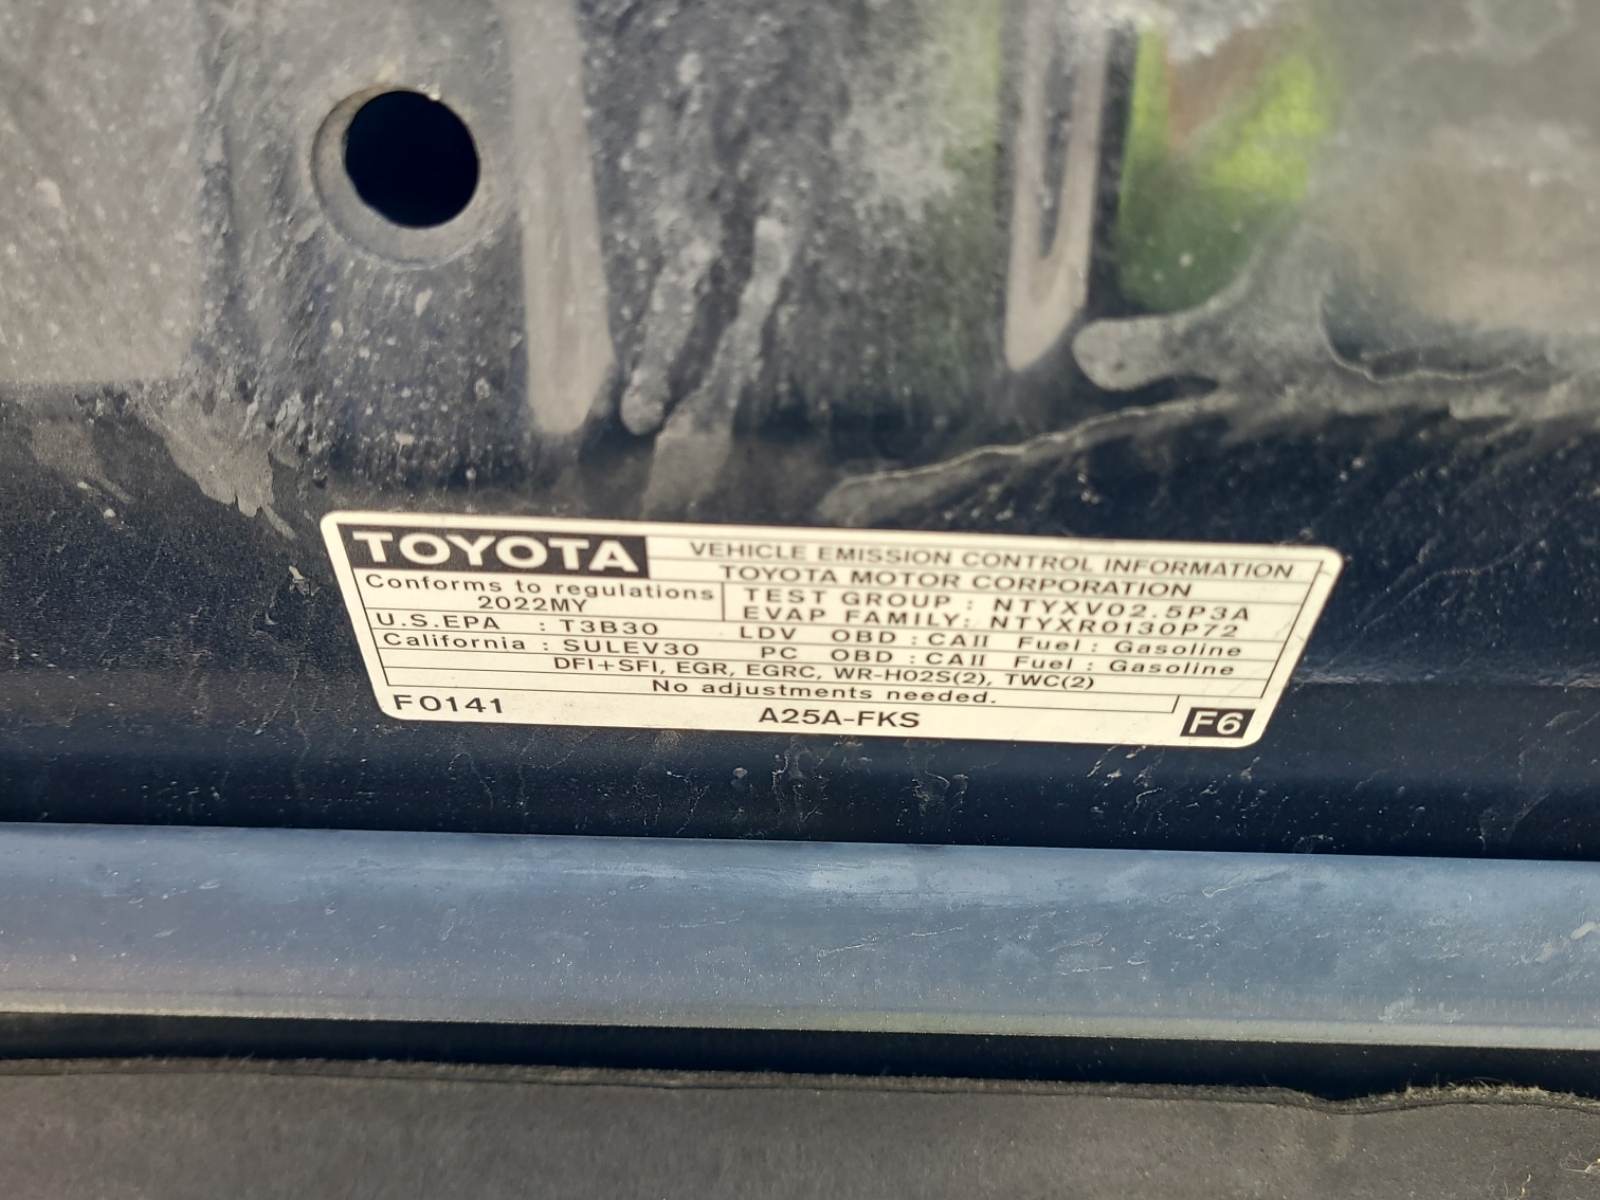 TOYOTA
VEHICLE EMISSION CONTROL INFORMATION
TOYOTA MOTOR CORPORATION
Conforms to regulations
2022MY
TEST GROUP : NTYXV02.5P3A
EVAP FAMILY: NTYXR0130P72
U.S.EPA : T3B30 LDV OBD : CAII Fuel : Gasoline
California : SULEV30 PC OBD : CAII Fuel : Gasoline
DFI+SFI, EGR, EGRC, WR-HO2S(2), TWC(2)
No adjustments needed.
F0141 A25A-FKS F6